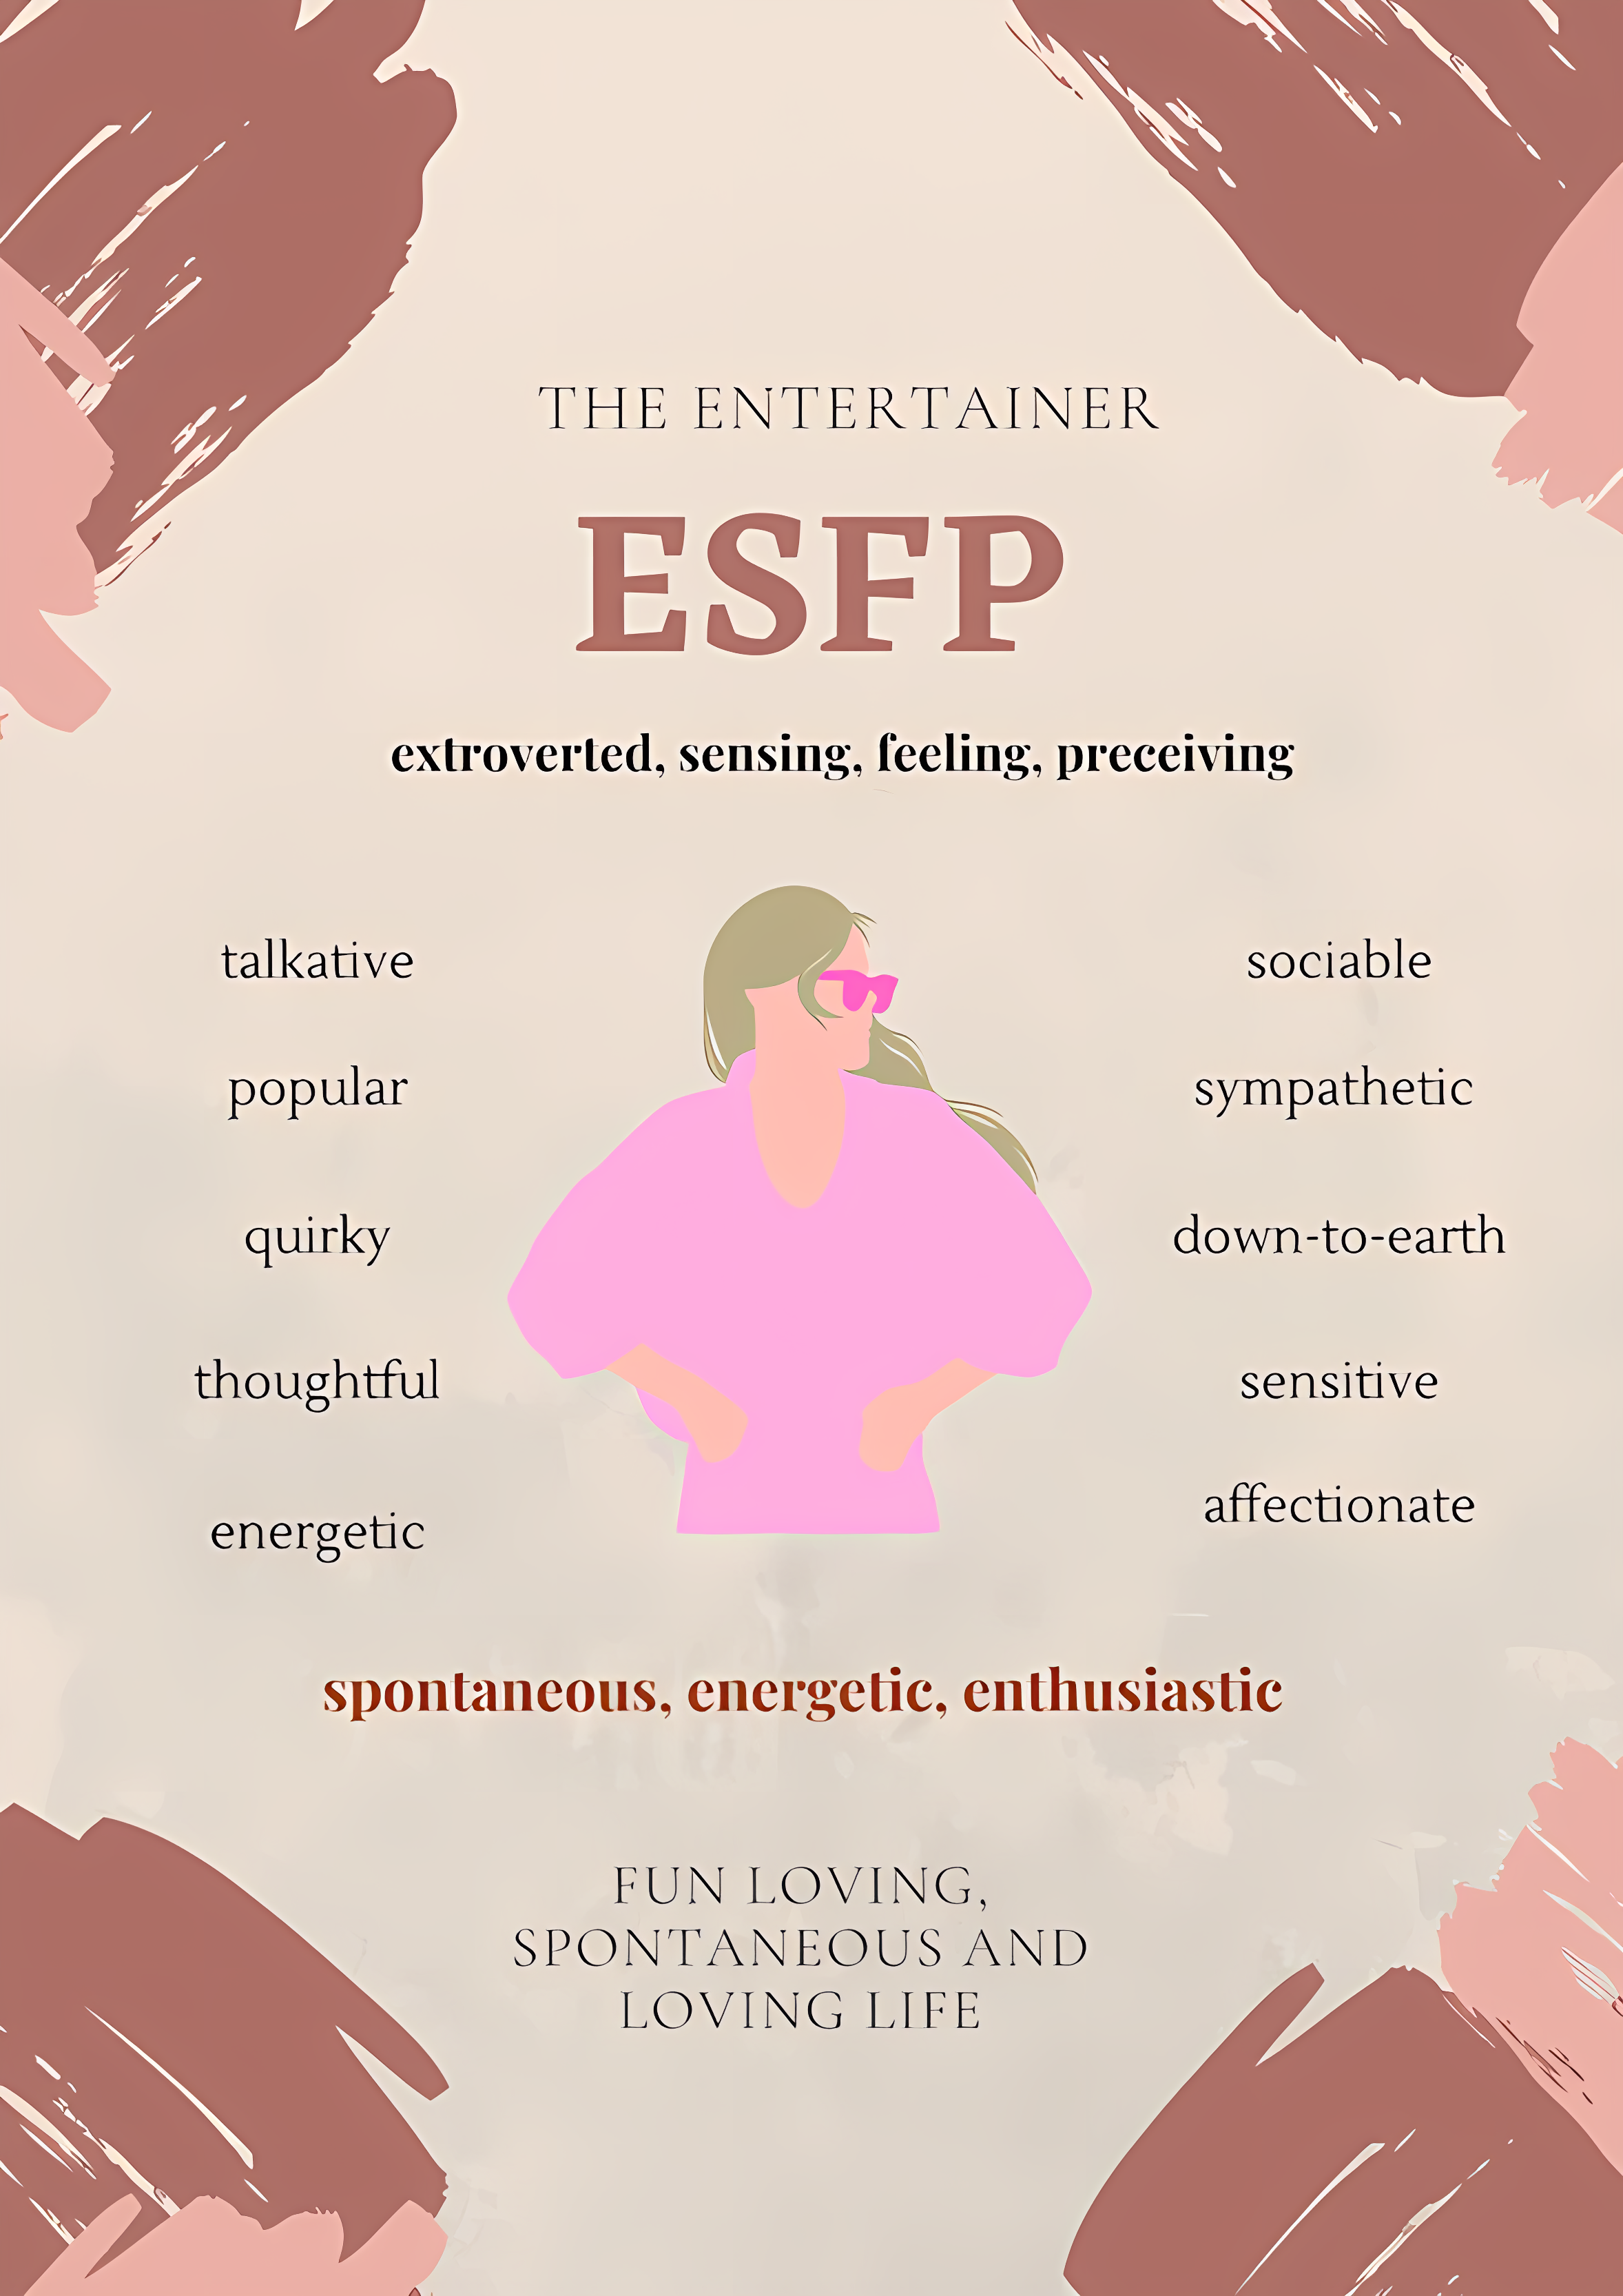 THE ENTERTAINER
ESFP
extroverted, sensing, feeling, preceiving
talkative
popular
quirky
thoughtful
energetic
sociable
sympathetic
down-to-earth
sensitive
affectionate
spontaneous, energetic, enthusiastic
FUN LOVING,
SPONTANEOUS AND
LOVING LIFE